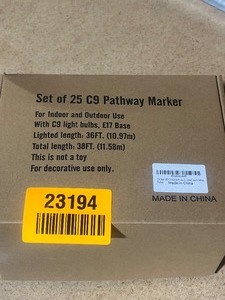 Set of 25 C9 Pathway Marker
For Indoor and Outdoor Use
With C9 light bulbs, E17 Base
Lighted length: 36FT. (10.97m)
Total length: 38FT. (11.58m)
This is not a toy
For decorative use only.
Made in China
23194
MADE IN CHINA